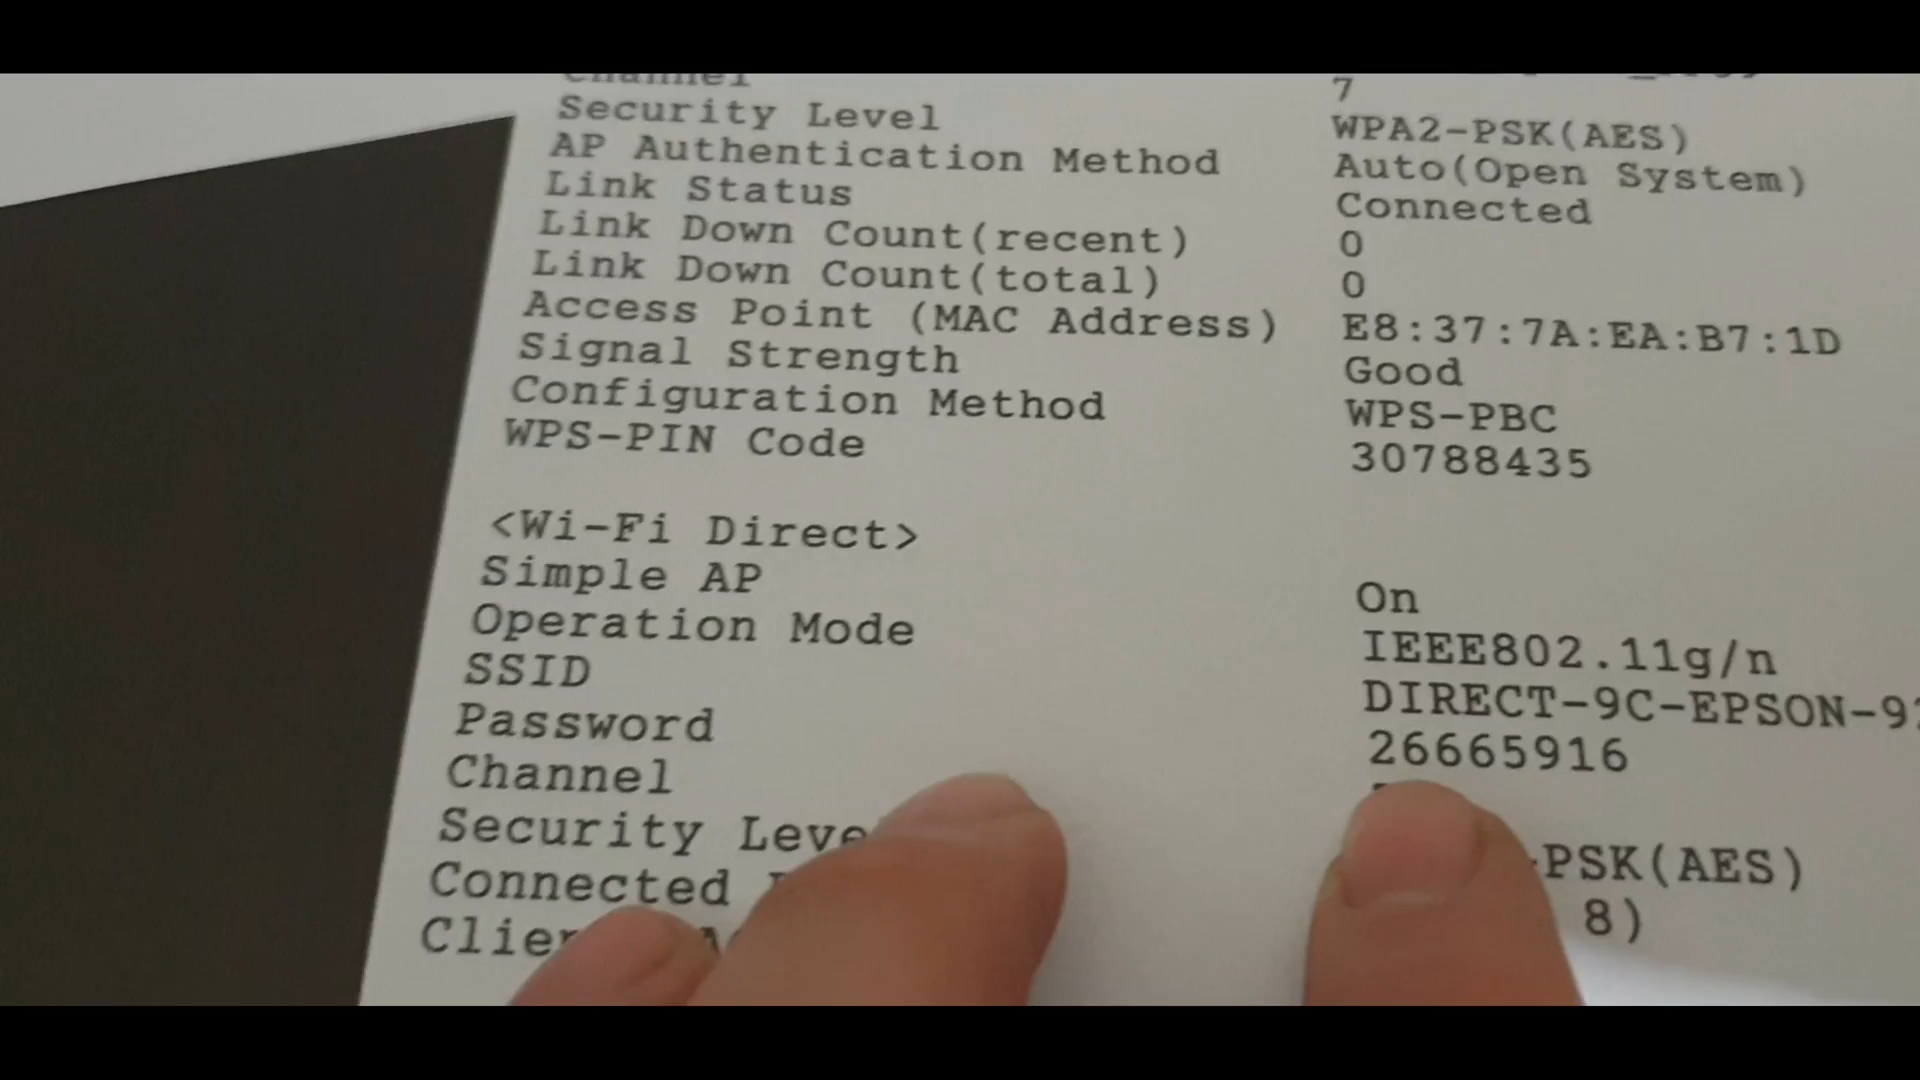 Channel 7
Security Level WPA2-PSK(AES)
AP Authentication Method Auto(Open System)
Link Status Connected
Link Down Count(recent) 0
Link Down Count(total) 0
Access Point (MAC Address) E8:37:7A:EA:B7:1D
Signal Strength Good
Configuration Method WPS-PBC
WPS-PIN Code 30788435
<Wi-Fi Direct>
Simple AP On
Operation Mode IEEE802.11g/n
SSID DIRECT-9C-EPSON-9
Password 26665916
Channel
Security Leve -PSK(AES)
Connected 8)